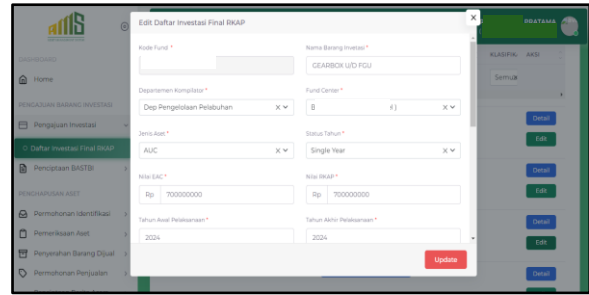 aiiis
Edit Daftar Investasi Final RKAP
×
PRATAMA
Kode Fund *
Nama Barang Investasi *
GEARBOX U/D FGU
Departemen Kompilator *
Fund Center *
Dep Pengelolaan Pelabuhan
B
Jenis Aset *
Status Tahun *
AUC
Single Year
Nilai EAC *
Nilai RKAP *
Rp 700000000
Rp 700000000
Tahun Awal Pelaksanaan *
Tahun Akhir Pelaksanaan *
2024
2024
Update
DASHBOARD
Home
PENGAJUAN BARANG INVESTASI
Pengajuan Investasi
Daftar Investasi Final RKAP
Penciptaan BASTBI
PENGHAPUSAN ASET
Permohonan Identifikasi
Pemeriksaan Aset
Penyerahan Barang Dijual
Permohonan Penjualan
KLASIFIK AKSI
Semua
Detail
Edit
Detail
Edit
Detail
Edit
Detail